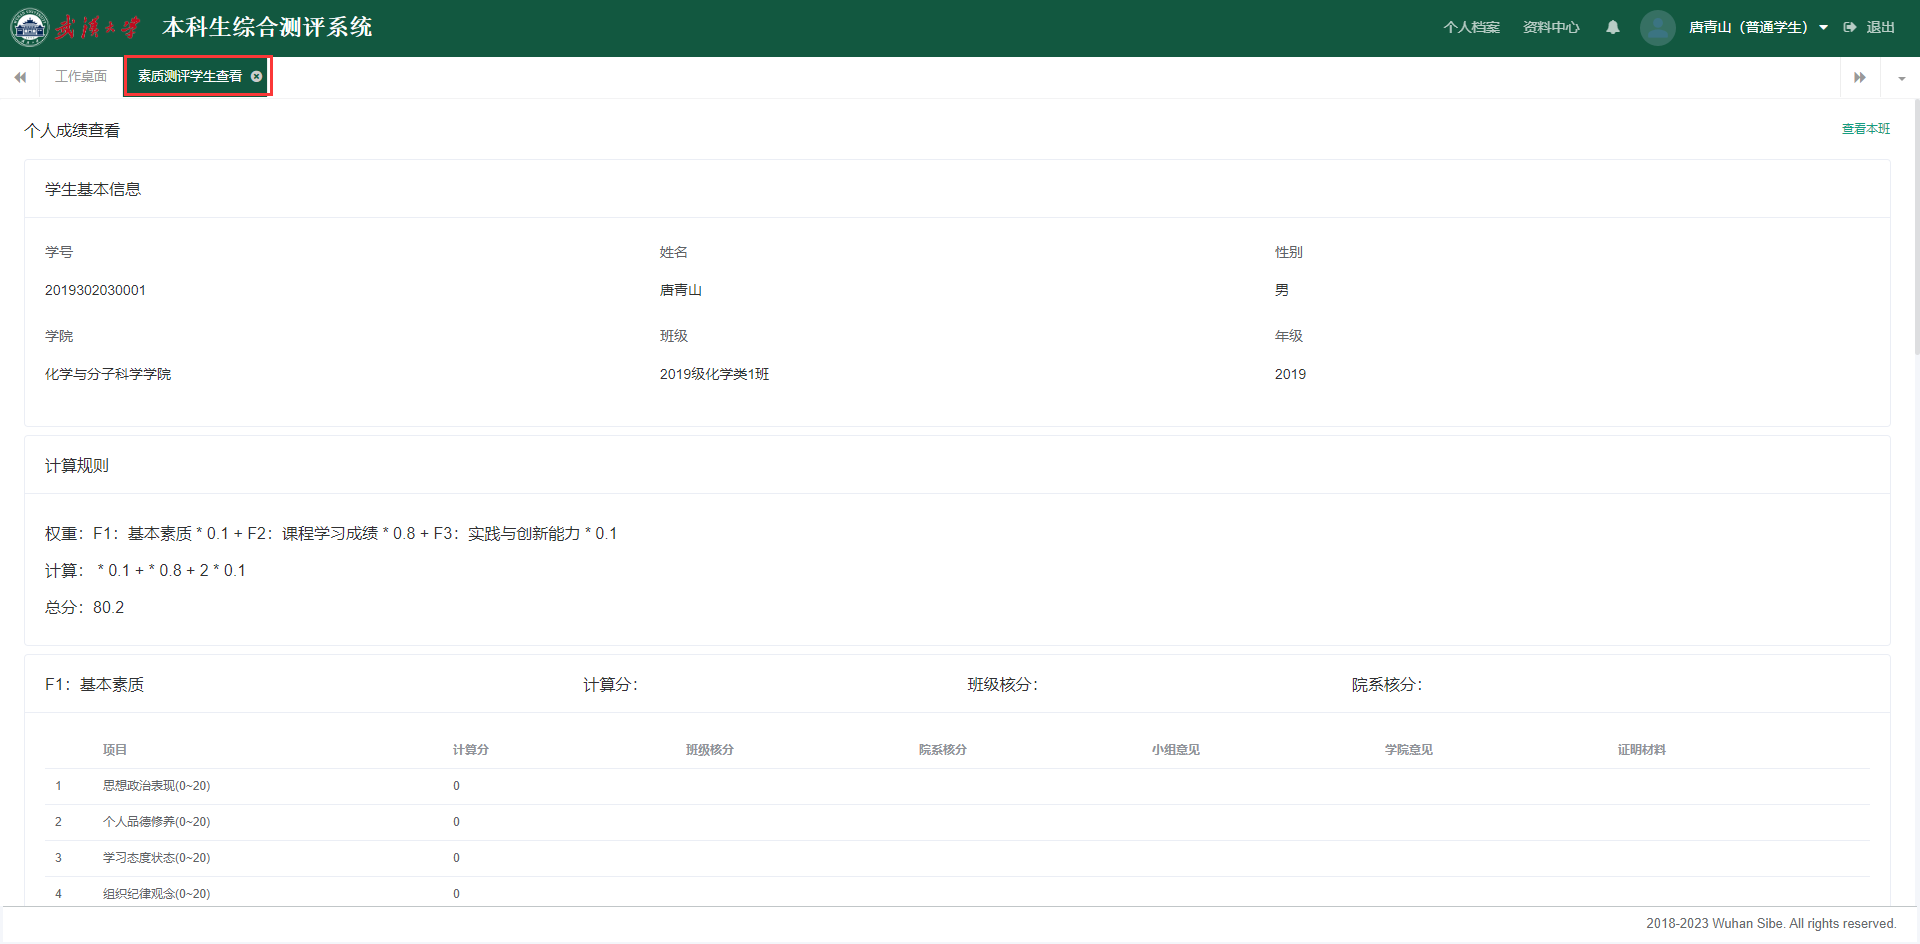 武汉大学 本科生综合测评系统 个人档案 资料中心 唐青山（普通学生） 退出
工作桌面 素质测评学生查看
个人成绩查看 查看本班
学生基本信息
学号 姓名 性别
2019302030001 唐青山 男
学院 班级 年级
化学与分子科学学院 2019级化学类1班 2019
计算规则
权重：F1：基本素质 * 0.1 + F2：课程学习成绩 * 0.8 + F3：实践与创新能力 * 0.1
计算： * 0.1 + * 0.8 + 2 * 0.1
总分：80.2
F1：基本素质 计算分： 班级核分： 院系核分：
项目 计算分 班级核分 院系核分 小组意见 学院意见 证明材料
1 思想政治表现(0~20) 0
2 个人品德修养(0~20) 0
3 学习态度状态(0~20) 0
4 组织纪律观念(0~20) 0
2018-2023 Wuhan Sibe. All rights reserved.